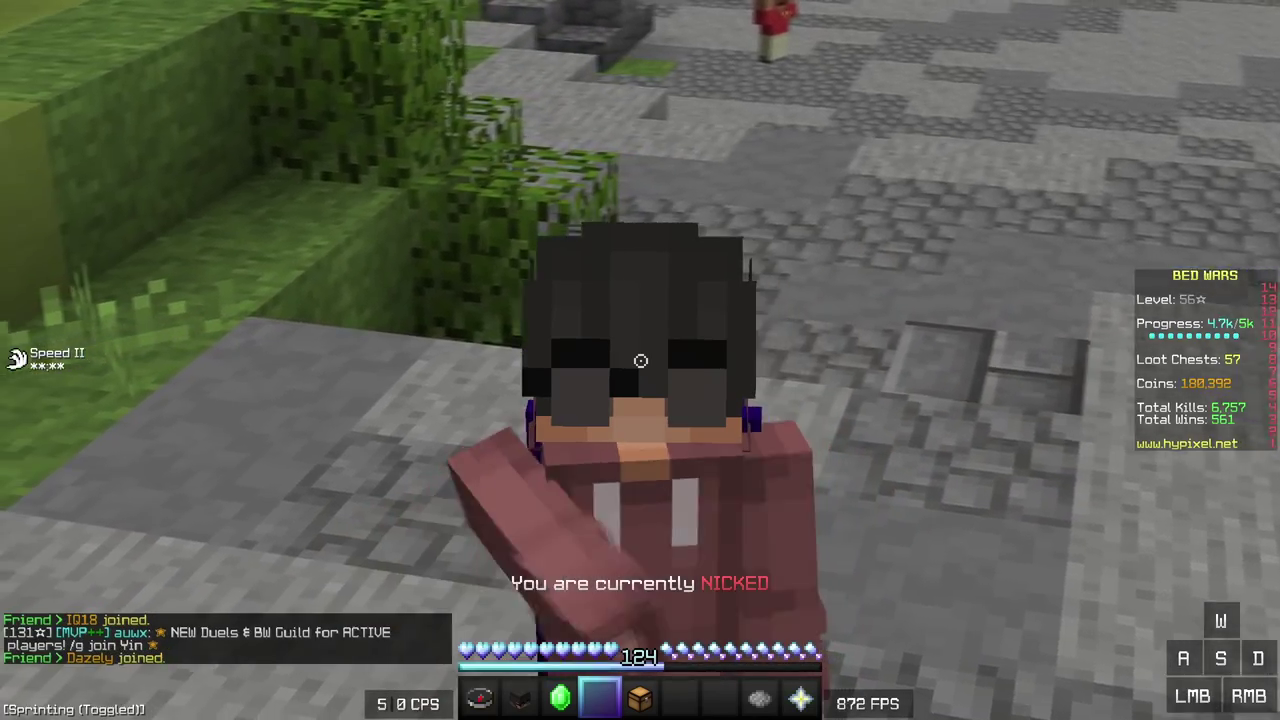 BED WARS
Level: 56☆
Progress: 4.7k/5k
Loot Chests: 57
Coins: 180,392
Total Kills: 6,757
Total Wins: 561
www.hypixel.net
14
13
Speed II
**:**
You are currently NICKED
Friend > IQ18 joined.
[131☆] [MVP++] auwx: ★ NEW Duels & BW Guild for ACTIVE
players! /g join Yin ★
Friend > Dazely joined.
[Sprinting (Toggled)]
124
5 | 0 CPS
872 FPS
W
A S D
LMB RMB